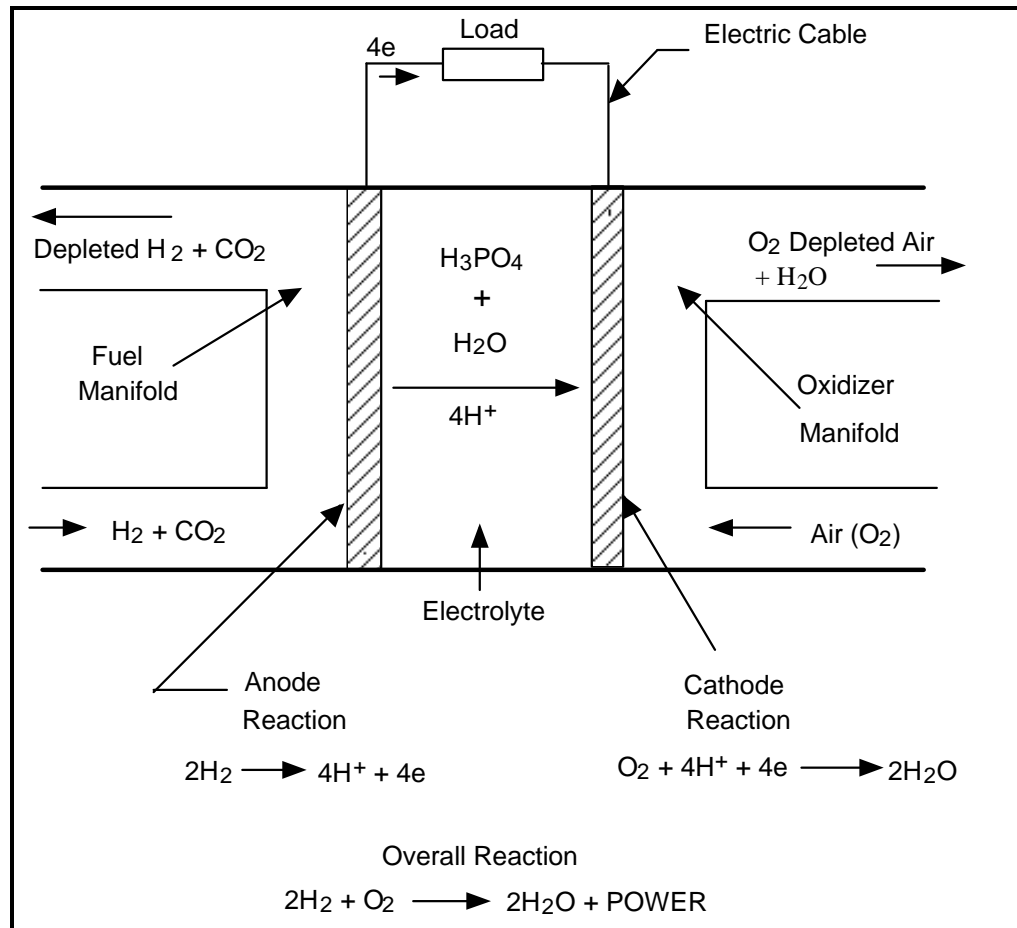 Load
Electric Cable
4e
Depleted H₂ + CO₂
O₂ Depleted Air
+ H₂O
H₃PO₄
+
H₂O
4H⁺
Fuel
Manifold
Oxidizer
Manifold
H₂ + CO₂
Air (O₂)
Electrolyte
Anode
Reaction
2H₂ → 4H⁺ + 4e
Cathode
Reaction
O₂ + 4H⁺ + 4e → 2H₂O
Overall Reaction
2H₂ + O₂ → 2H₂O + POWER